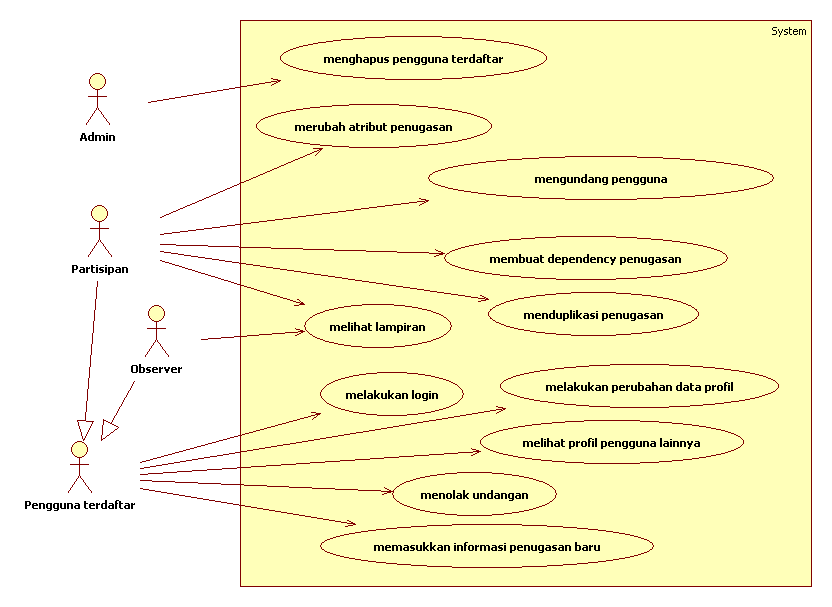 System
menghapus pengguna terdaftar
Admin
merubah atribut penugasan
mengundang pengguna
Partisipan
membuat dependency penugasan
menduplikasi penugasan
melihat lampiran
Observer
melakukan login
melakukan perubahan data profil
melihat profil pengguna lainnya
menolak undangan
Pengguna terdaftar
memasukkan informasi penugasan baru